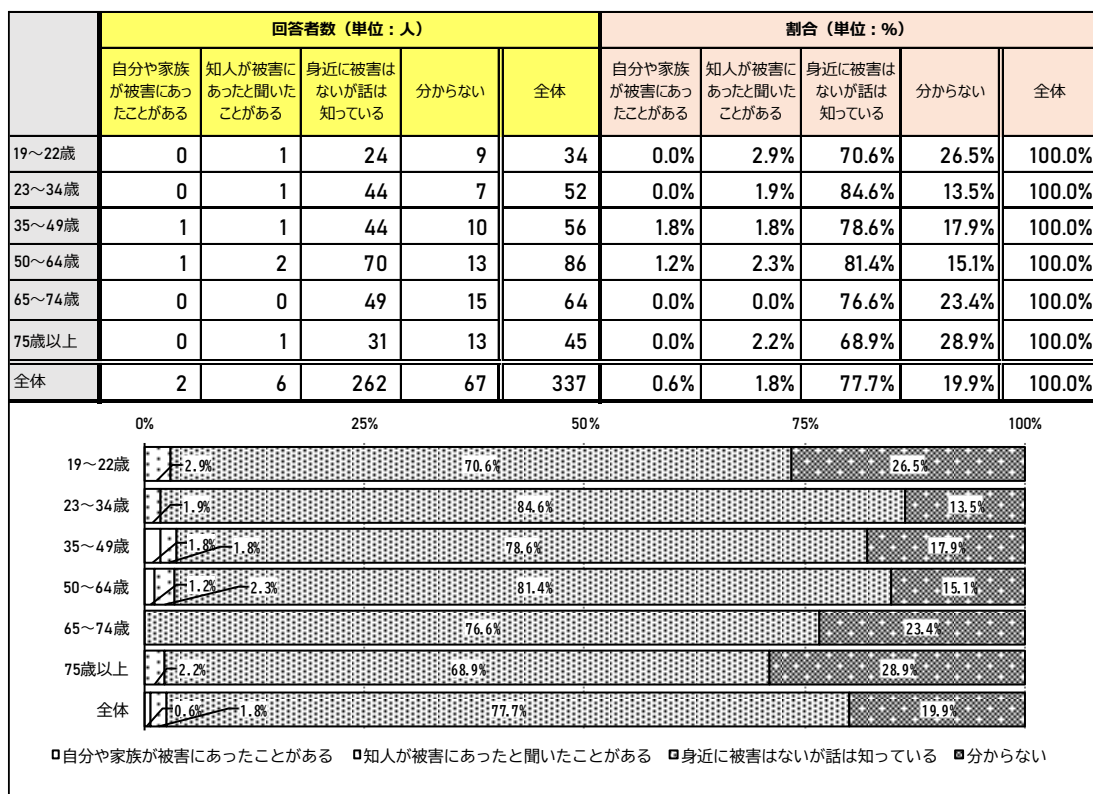 回答者数（単位：人） 割合（単位：%）
自分や家族が被害にあったことがある 知人が被害にあったと聞いたことがある 身近に被害はないが話は知っている 分からない 全体 自分や家族が被害にあったことがある 知人が被害にあったと聞いたことがある 身近に被害はないが話は知っている 分からない 全体
19～22歳 0 1 24 9 34 0.0% 2.9% 70.6% 26.5% 100.0%
23～34歳 0 1 44 7 52 0.0% 1.9% 84.6% 13.5% 100.0%
35～49歳 1 1 44 10 56 1.8% 1.8% 78.6% 17.9% 100.0%
50～64歳 1 2 70 13 86 1.2% 2.3% 81.4% 15.1% 100.0%
65～74歳 0 0 49 15 64 0.0% 0.0% 76.6% 23.4% 100.0%
75歳以上 0 1 31 13 45 0.0% 2.2% 68.9% 28.9% 100.0%
全体 2 6 262 67 337 0.6% 1.8% 77.7% 19.9% 100.0%
0% 25% 50% 75% 100%
19～22歳 2.9% 70.6% 26.5%
23～34歳 1.9% 84.6% 13.5%
35～49歳 1.8% 1.8% 78.6% 17.9%
50～64歳 1.2% 2.3% 81.4% 15.1%
65～74歳 76.6% 23.4%
75歳以上 2.2% 68.9% 28.9%
全体 0.6% 1.8% 77.7% 19.9%
自分や家族が被害にあったことがある 知人が被害にあったと聞いたことがある 身近に被害はないが話は知っている 分からない